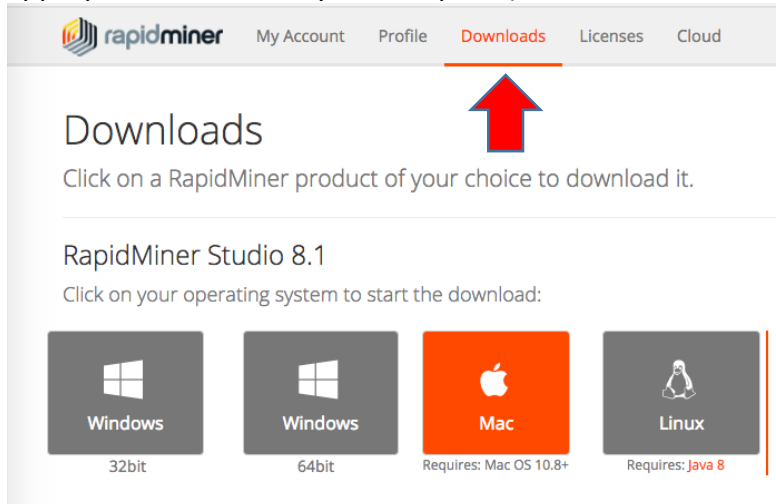 rapidminer My Account Profile Downloads Licenses Cloud
Downloads
Click on a RapidMiner product of your choice to download it.
RapidMiner Studio 8.1
Click on your operating system to start the download:
Windows Windows Mac Linux
32bit 64bit Requires: Mac OS 10.8+ Requires: Java 8